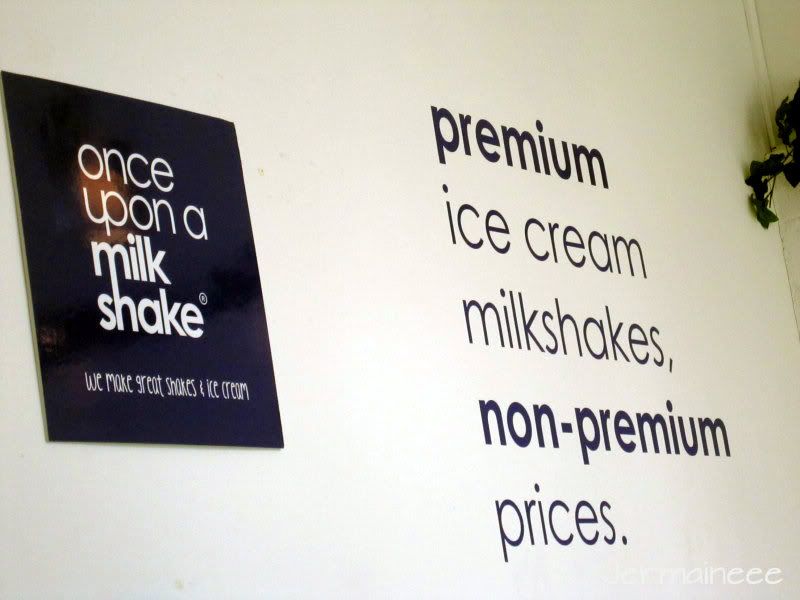 once
upon a
milk
shake®
we make great shakes & ice cream
premium
ice cream
milkshakes,
non-premium
prices.